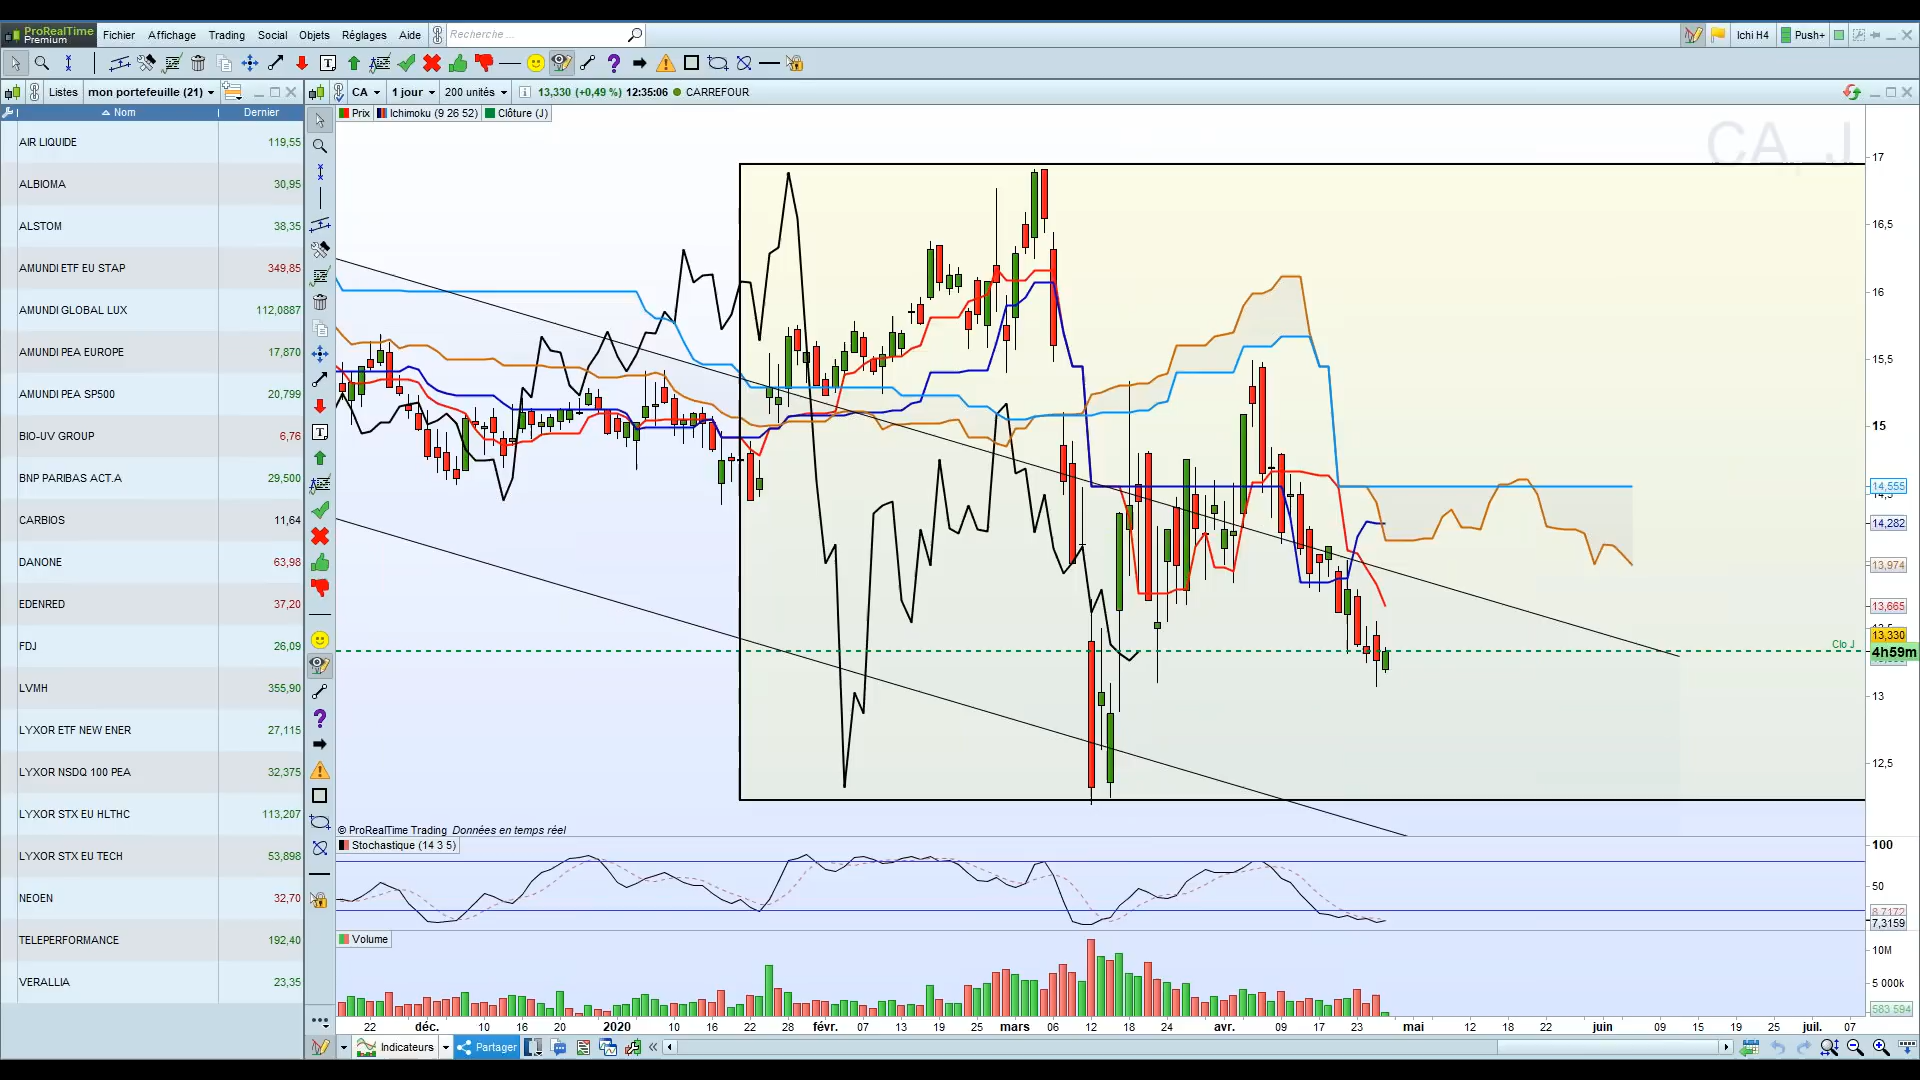 ProRealTime Premium Fichier Affichage Trading Social Objets Réglages Aide Recherche... Ichi H4 Push+
Listes mon portefeuille (21) CA 1 jour 200 unités 13,330 (+0,49 %) 12:35:06 CARREFOUR
Nom Dernier
Prix Ichimoku (9 26 52) Clôture (J)
CA_J
AIR LIQUIDE 119,55
ALBIOMA 30,95
ALSTOM 38,35
AMUNDI ETF EU STAP 349,85
AMUNDI GLOBAL LUX 112,0887
AMUNDI PEA EUROPE 17,870
AMUNDI PEA SP500 20,799
BIO-UV GROUP 6,76
BNP PARIBAS ACT.A 29,500
CARBIOS 11,64
DANONE 63,98
EDENRED 37,20
FDJ 26,09
LVMH 355,90
LYXOR ETF NEW ENER 27,115
LYXOR NSDQ 100 PEA 32,375
LYXOR STX EU HLTHC 113,207
LYXOR STX EU TECH 53,898
NEOEN 32,70
TELEPERFORMANCE 192,40
VERALLIA 23,35
17
16,5
16
15,5
15
14,555
14,5
14,282
13,974
13,665
13,330
Clo J 4h59m
13
12,5
© ProRealTime Trading Données en temps réel
Stochastique (14 3 5)
100
50
8,7172
7,3159
Volume
10M
5 000k
583 594
22 déc. 10 16 20 2020 10 16 22 28 févr. 07 13 19 25 mars 06 12 18 24 avr. 09 17 23 mai 12 18 22 juin 09 15 19 25 juil. 07
Indicateurs Partager